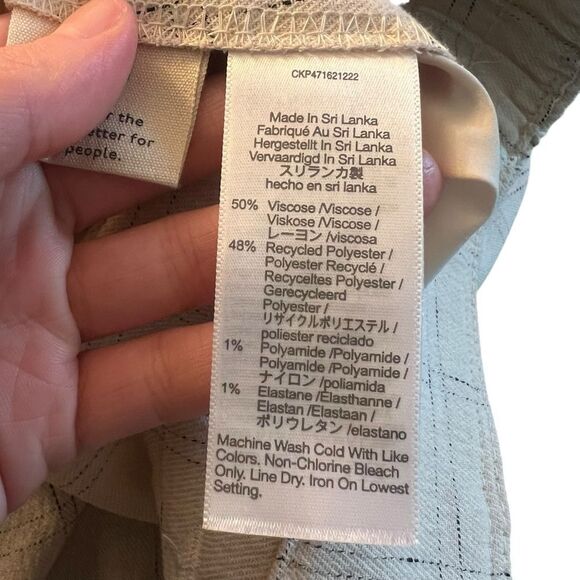 r the
etter for
people.
CKP471621222
Made In Sri Lanka
Fabriqué Au Sri Lanka
Hergestellt In Sri Lanka
Vervaardigd In Sri Lanka
スリランカ製
hecho en sri lanka
50% Viscose /Viscose /
Viskose /Viscose /
レーヨン /viscosa
48% Recycled Polyester /
Polyester Recyclé /
Recyceltes Polyester /
Gerecycleerd
Polyester /
リサイクルポリエステル /
poliester reciclado
1% Polyamide /Polyamide /
Polyamide /Polyamide /
ナイロン /poliamida
1% Elastane /Elasthanne /
Elastan /Elastaan /
ポリウレタン /elastano
Machine Wash Cold With Like
Colors. Non-Chlorine Bleach
Only. Line Dry. Iron On Lowest
Setting.